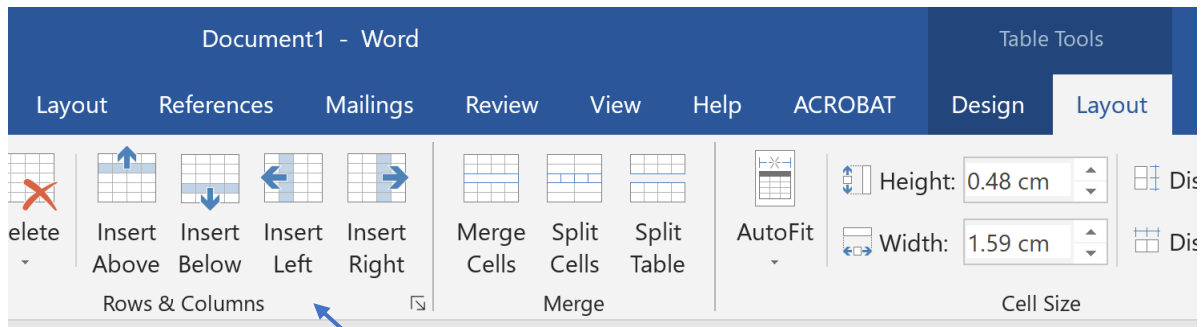 Document1 - Word
Table Tools
Layout References Mailings Review View Help ACROBAT Design Layout
elete
Insert Above
Insert Below
Insert Left
Insert Right
Rows & Columns
Merge Cells
Split Cells
Split Table
Merge
AutoFit
Height: 0.48 cm
Width: 1.59 cm
Cell Size
Dis
Dis